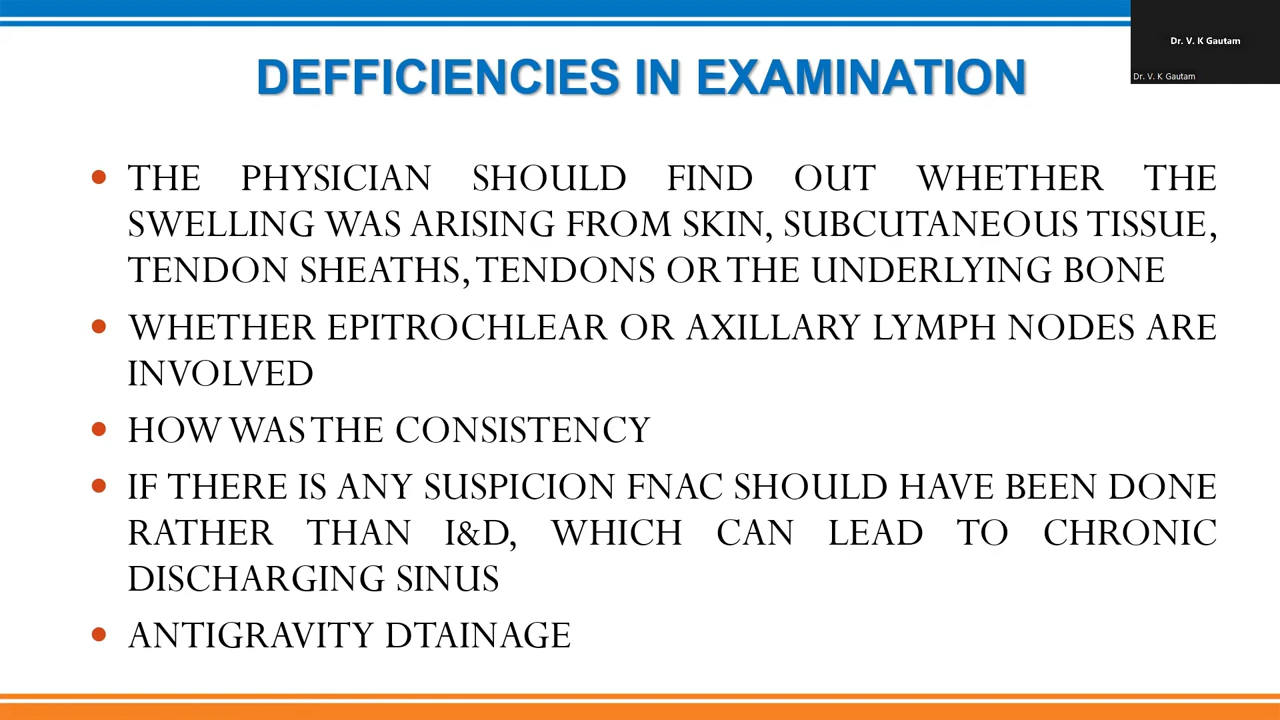 Dr. V. K Gautam
Dr. V. K Gautam
DEFFICIENCIES IN EXAMINATION
• THE PHYSICIAN SHOULD FIND OUT WHETHER THE
SWELLING WAS ARISING FROM SKIN, SUBCUTANEOUS TISSUE,
TENDON SHEATHS, TENDONS OR THE UNDERLYING BONE
• WHETHER EPITROCHLEAR OR AXILLARY LYMPH NODES ARE
INVOLVED
• HOW WAS THE CONSISTENCY
• IF THERE IS ANY SUSPICION FNAC SHOULD HAVE BEEN DONE
RATHER THAN I&D, WHICH CAN LEAD TO CHRONIC
DISCHARGING SINUS
• ANTIGRAVITY DTAINAGE